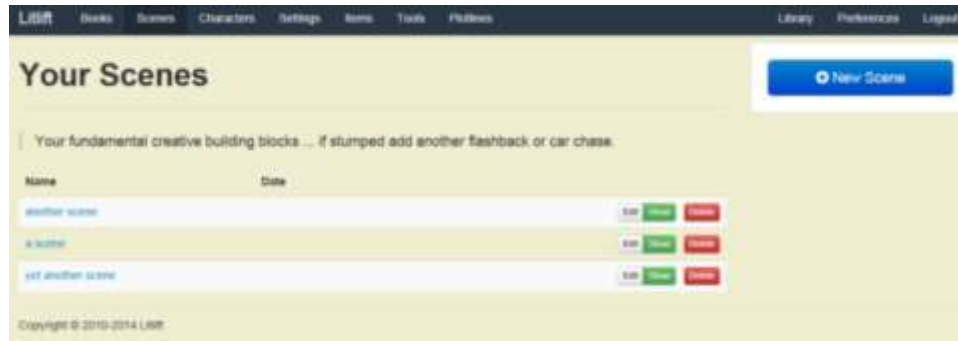 Litlift Books Scenes Characters Settings Items Tools Plotlines Library Preferences Logout
Your Scenes
New Scene
Your fundamental creative building blocks ... if stumped add another flashback or car chase.
Name Date
another scene Edit Show Delete
a scene Edit Show Delete
yet another scene Edit Show Delete
Copyright © 2010-2014 Litlift